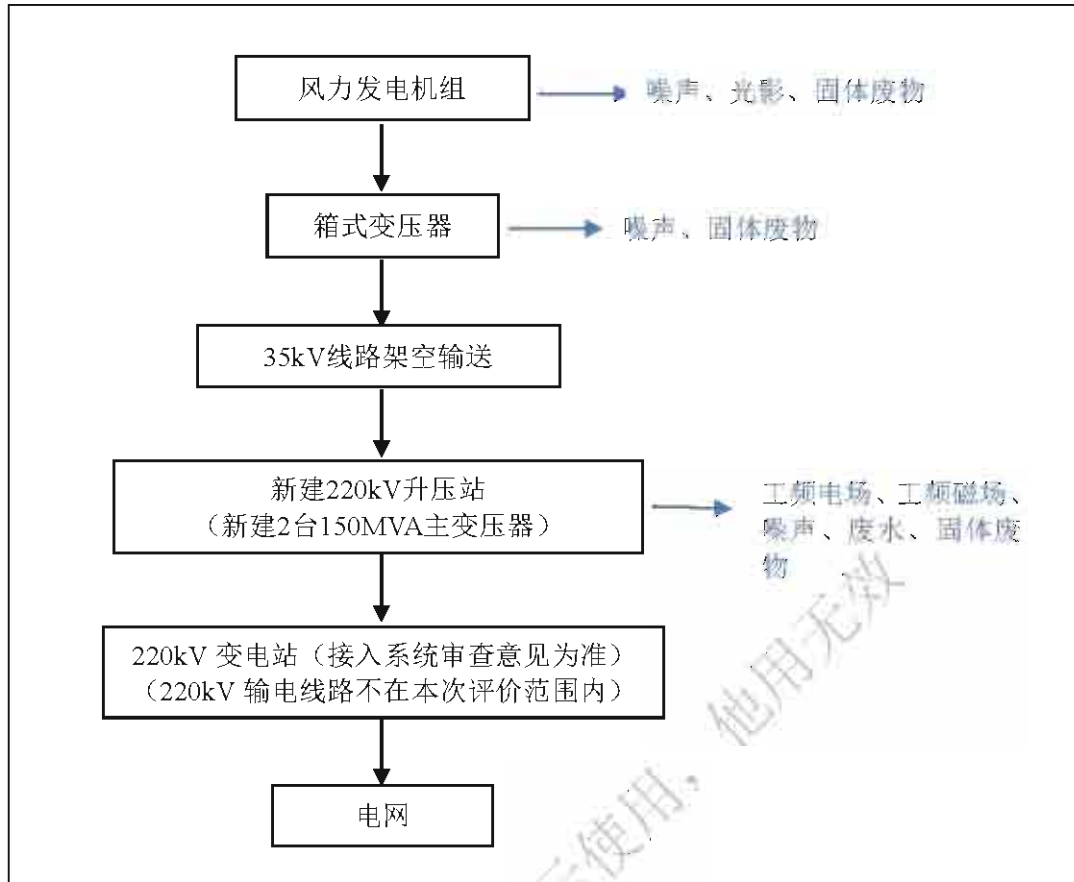 风力发电机组
噪声、光影、固体废物
箱式变压器
噪声、固体废物
35kV线路架空输送
新建220kV升压站
（新建2台150MVA主变压器）
工频电场、工频磁场、
噪声、废水、固体废
物
220kV 变电站（接入系统审查意见为准）
（220kV 输电线路不在本次评价范围内）
电网
示使用，他用无效